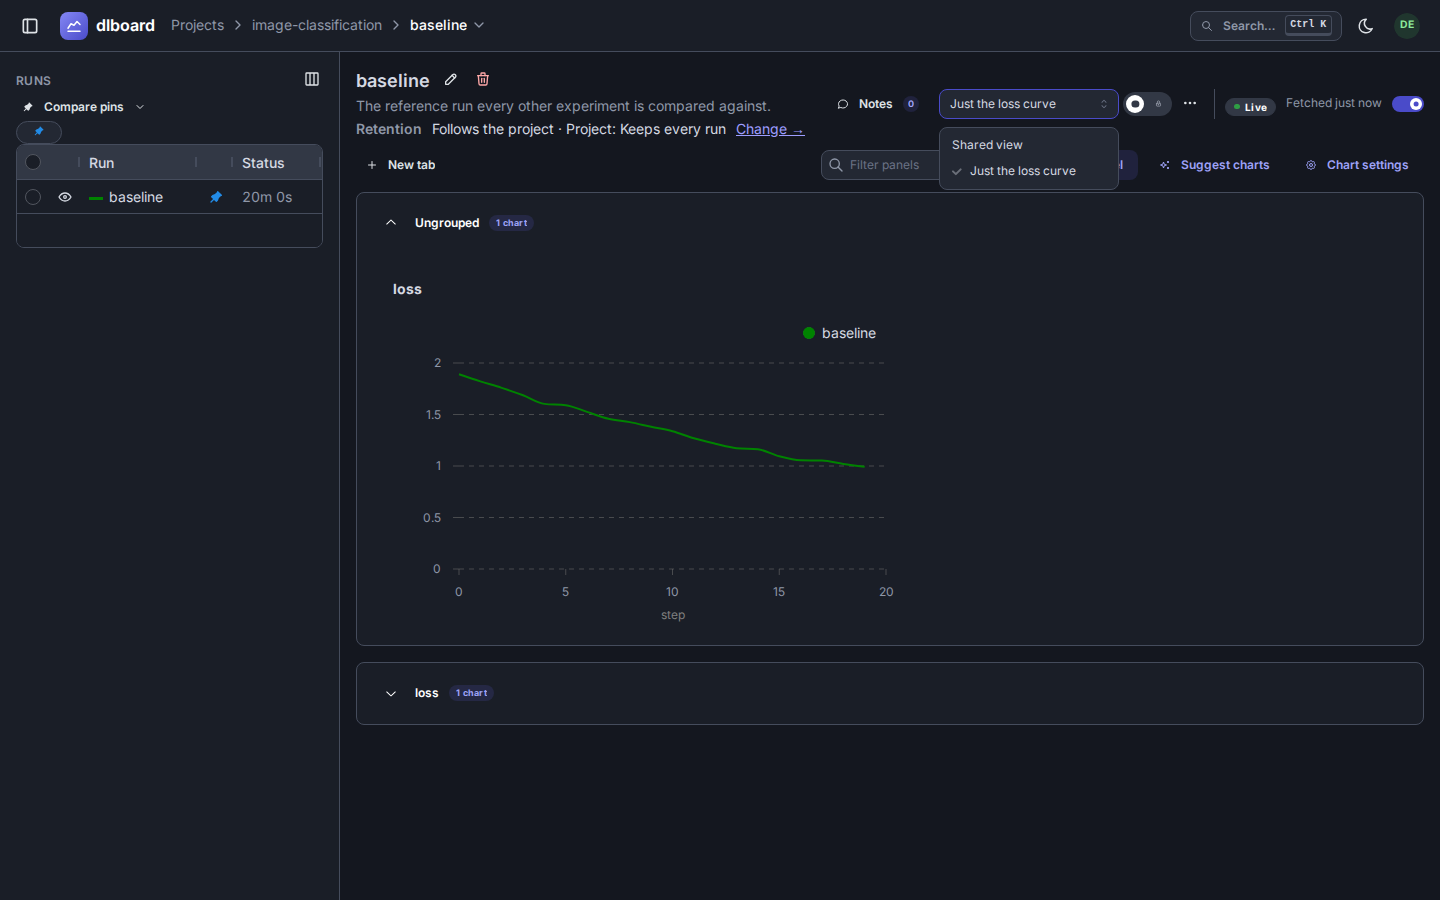 dlboard Projects image-classification baseline Search... Ctrl K DE
RUNS
Compare pins
Run Status
baseline 20m 0s
baseline
The reference run every other experiment is compared against.
Retention Follows the project · Project: Keeps every run Change →
Notes 0 Just the loss curve Live Fetched just now
Shared view
Just the loss curve
New tab Filter panels Suggest charts Chart settings
Ungrouped 1 chart
loss
baseline
2
1.5
1
0.5
0
0 5 10 15 20
step
loss 1 chart